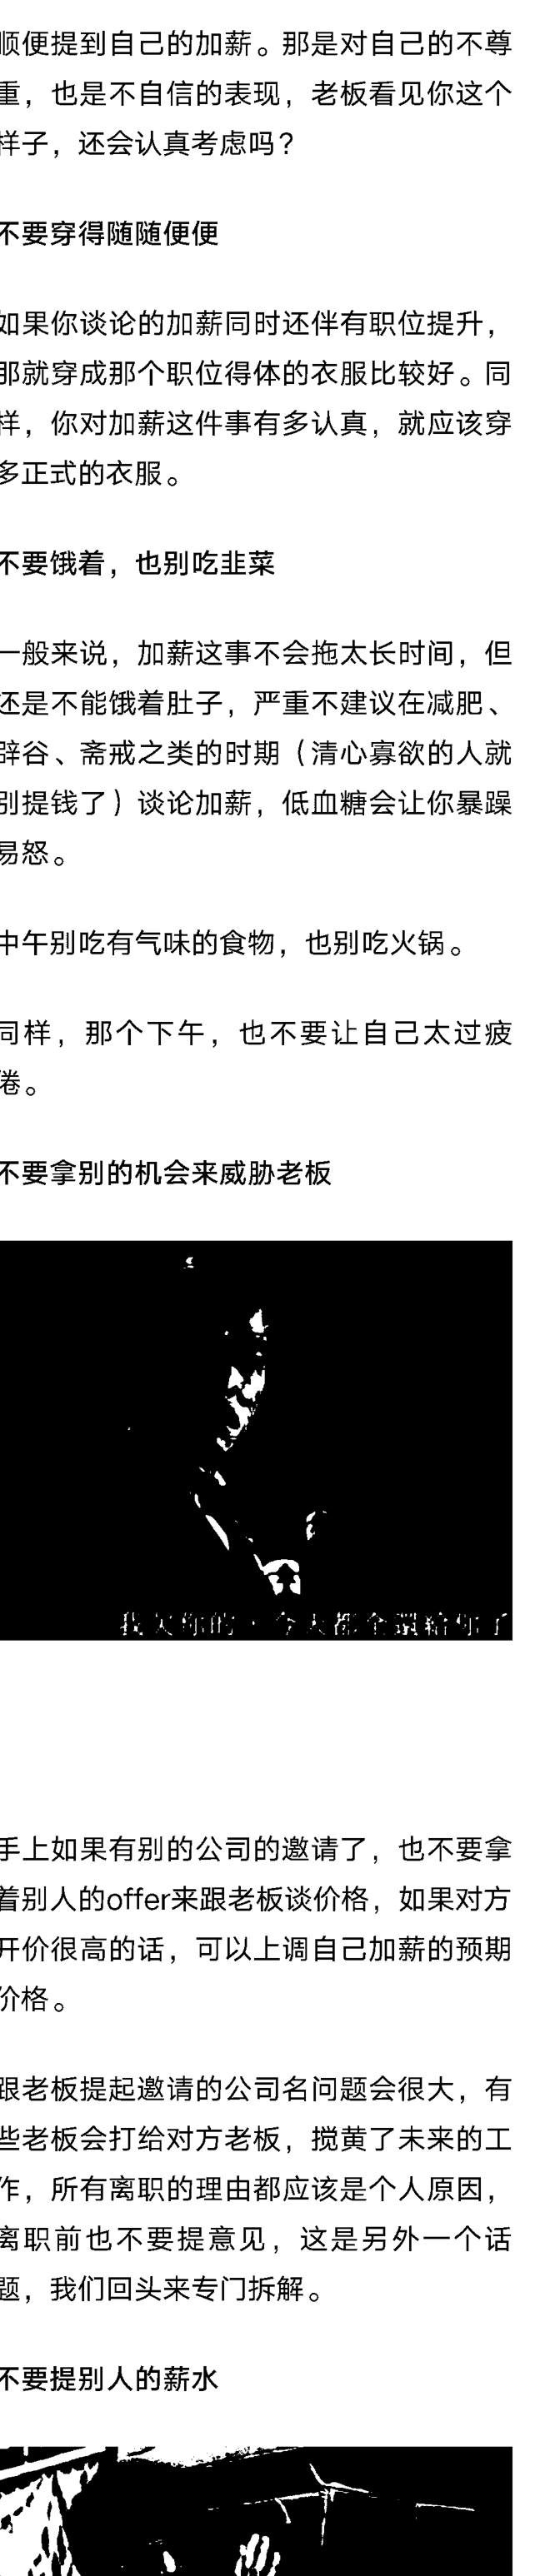 顺便提到自己的加薪。那是对自己的不尊
重，也是不自信的表现，老板看见你这个
样子，还会认真考虑吗？
不要穿得随随便便
如果你谈论的加薪同时还伴有职位提升，
那就穿成那个职位得体的衣服比较好。同
样，你对加薪这件事有多认真，就应该穿
多正式的衣服。
不要饿着，也别吃韭菜
一般来说，加薪这事不会拖太长时间，但
还是不能饿着肚子，严重不建议在减肥、
辟谷、斋戒之类的时期（清心寡欲的人就
别提钱了）谈论加薪，低血糖会让你暴躁
易怒。
中午别吃有气味的食物，也别吃火锅。
同样，那个下午，也不要让自己太过疲
倦。
不要拿别的机会来威胁老板
我欠你的，今天都全還給你了
手上如果有别的公司的邀请了，也不要拿
着别人的offer来跟老板谈价格，如果对方
开价很高的话，可以上调自己加薪的预期
价格。
跟老板提起邀请的公司名问题会很大，有
些老板会打给对方老板，搅黄了未来的工
作，所有离职的理由都应该是个人原因，
离职前也不要提意见，这是另外一个话
题，我们回头来专门拆解。
不要提别人的薪水